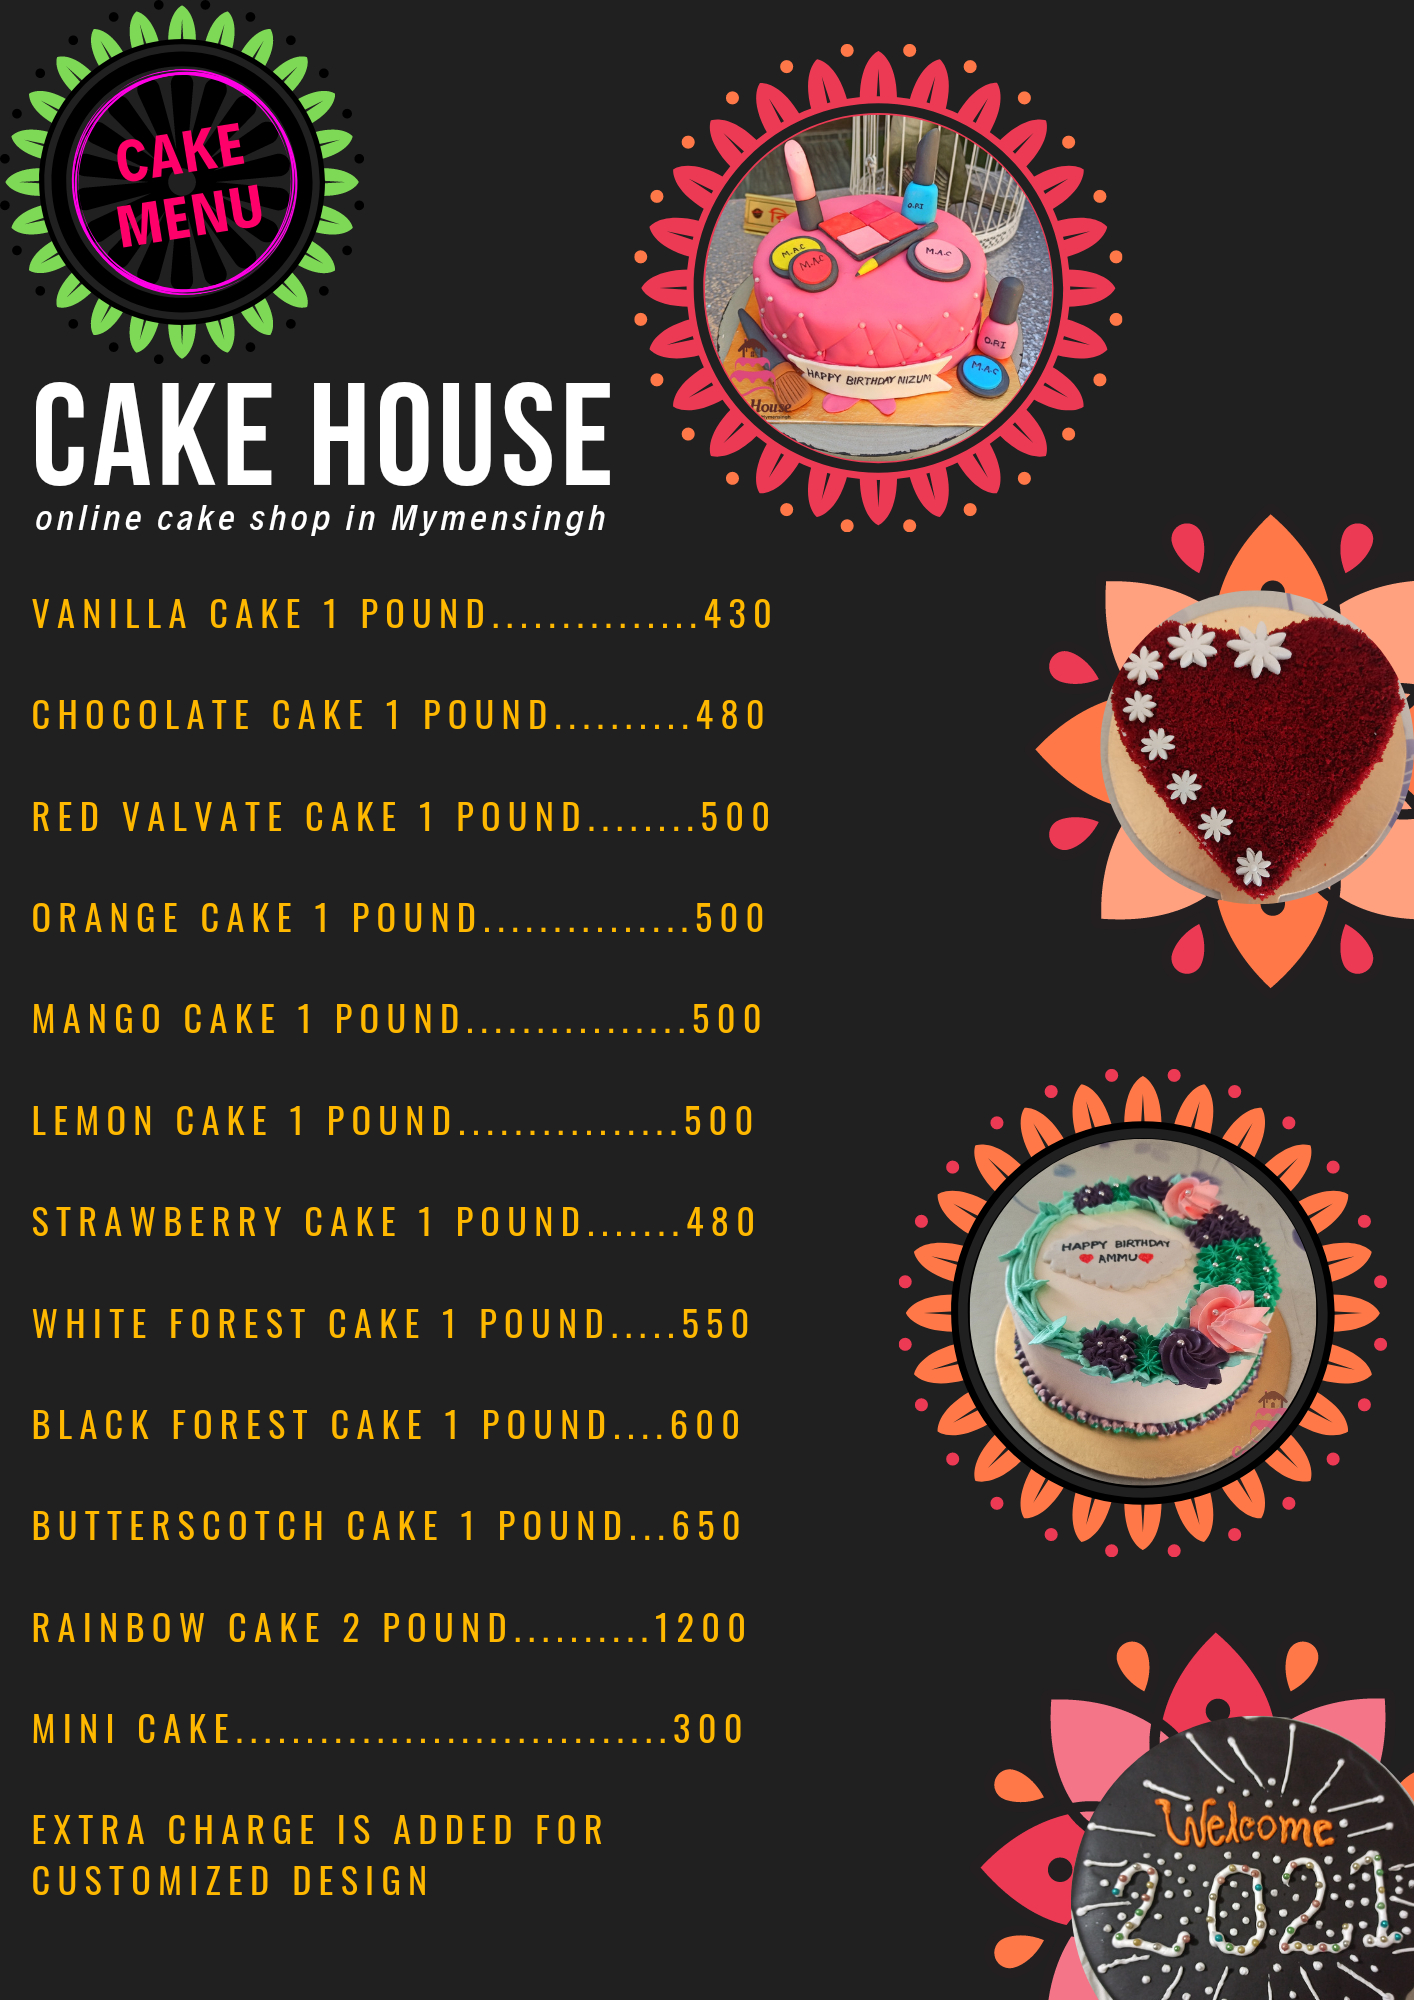 CAKE
MENU
CAKE HOUSE
online cake shop in Mymensingh
M.A.C
M.A.C
O.P.I
M.A.C
O.P.I
M.A.C
HAPPY BIRTHDAY NIZUM
House
Mymensingh
VANILLA CAKE 1 POUND...............430
CHOCOLATE CAKE 1 POUND..........480
RED VALVATE CAKE 1 POUND........500
ORANGE CAKE 1 POUND...............500
MANGO CAKE 1 POUND................500
LEMON CAKE 1 POUND................500
STRAWBERRY CAKE 1 POUND.......480
HAPPY BIRTHDAY
AMMU
WHITE FOREST CAKE 1 POUND.....550
BLACK FOREST CAKE 1 POUND....600
BUTTERSCOTCH CAKE 1 POUND...650
RAINBOW CAKE 2 POUND..........1200
MINI CAKE...............................300
EXTRA CHARGE IS ADDED FOR
CUSTOMIZED DESIGN
Welcome
2021